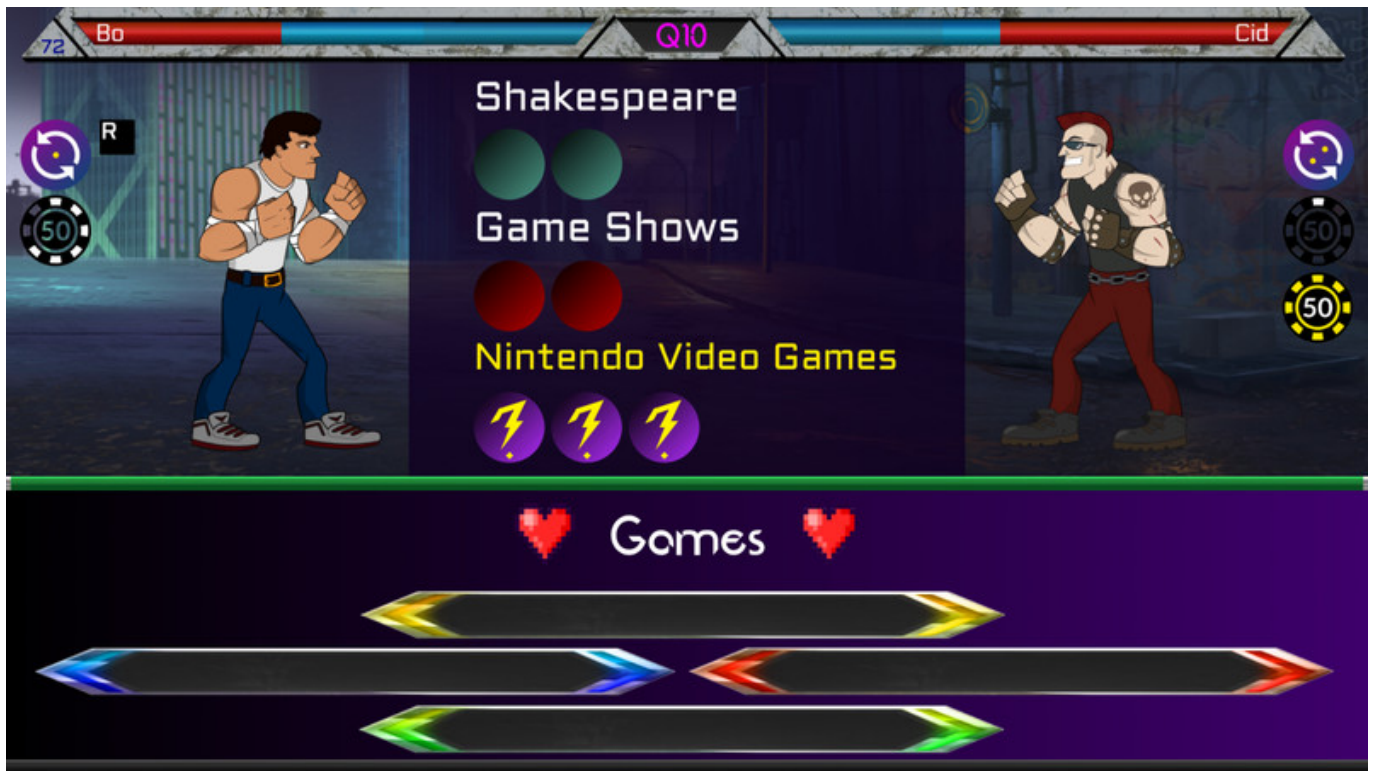 72 Bo Q10 Cid
Shakespeare
R
50
Game Shows
50
50
Nintendo Video Games
? ? ?
Games